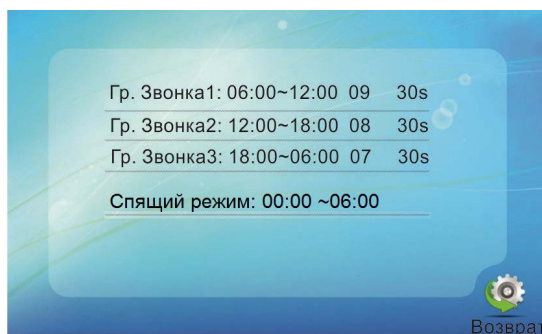 Гр. Звонка1: 06:00~12:00 09 30s
Гр. Звонка2: 12:00~18:00 08 30s
Гр. Звонка3: 18:00~06:00 07 30s
Спящий режим: 00:00 ~06:00
Возврат